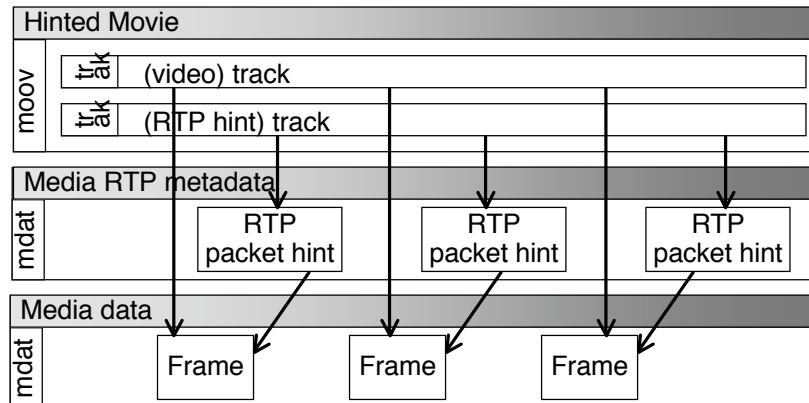 Hinted Movie
moov
trak
(video) track
trak
(RTP hint) track
Media RTP metadata
mdat
RTP
packet hint
RTP
packet hint
RTP
packet hint
Media data
mdat
Frame
Frame
Frame